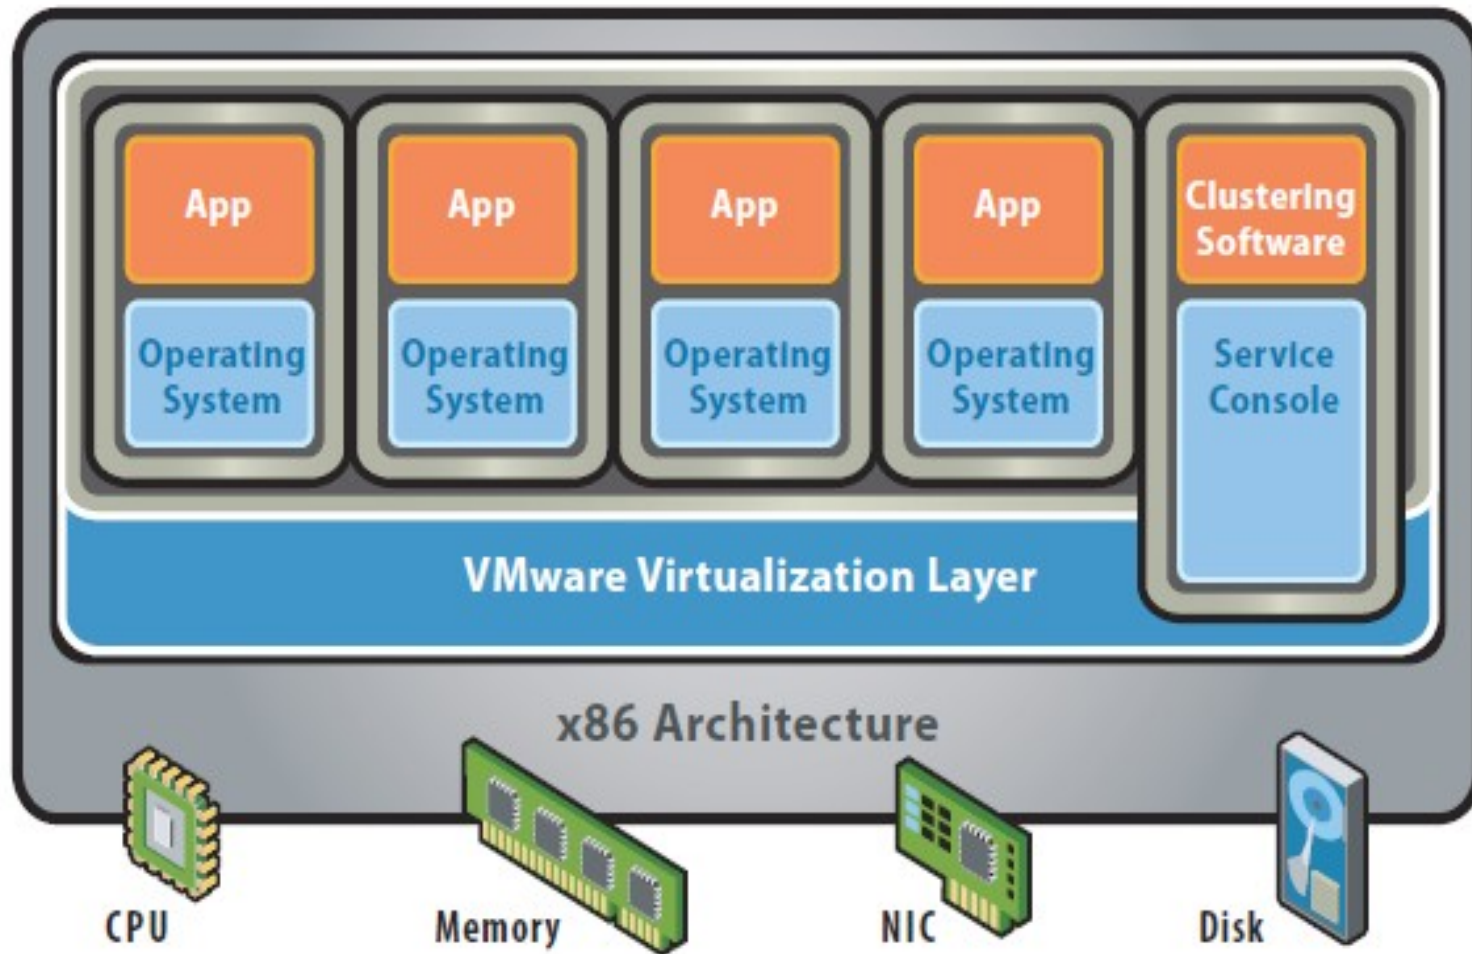 App
App
App
App
Clustering
Software
Operating
System
Operating
System
Operating
System
Operating
System
Service
Console
VMware Virtualization Layer
x86 Architecture
CPU
Memory
NIC
Disk